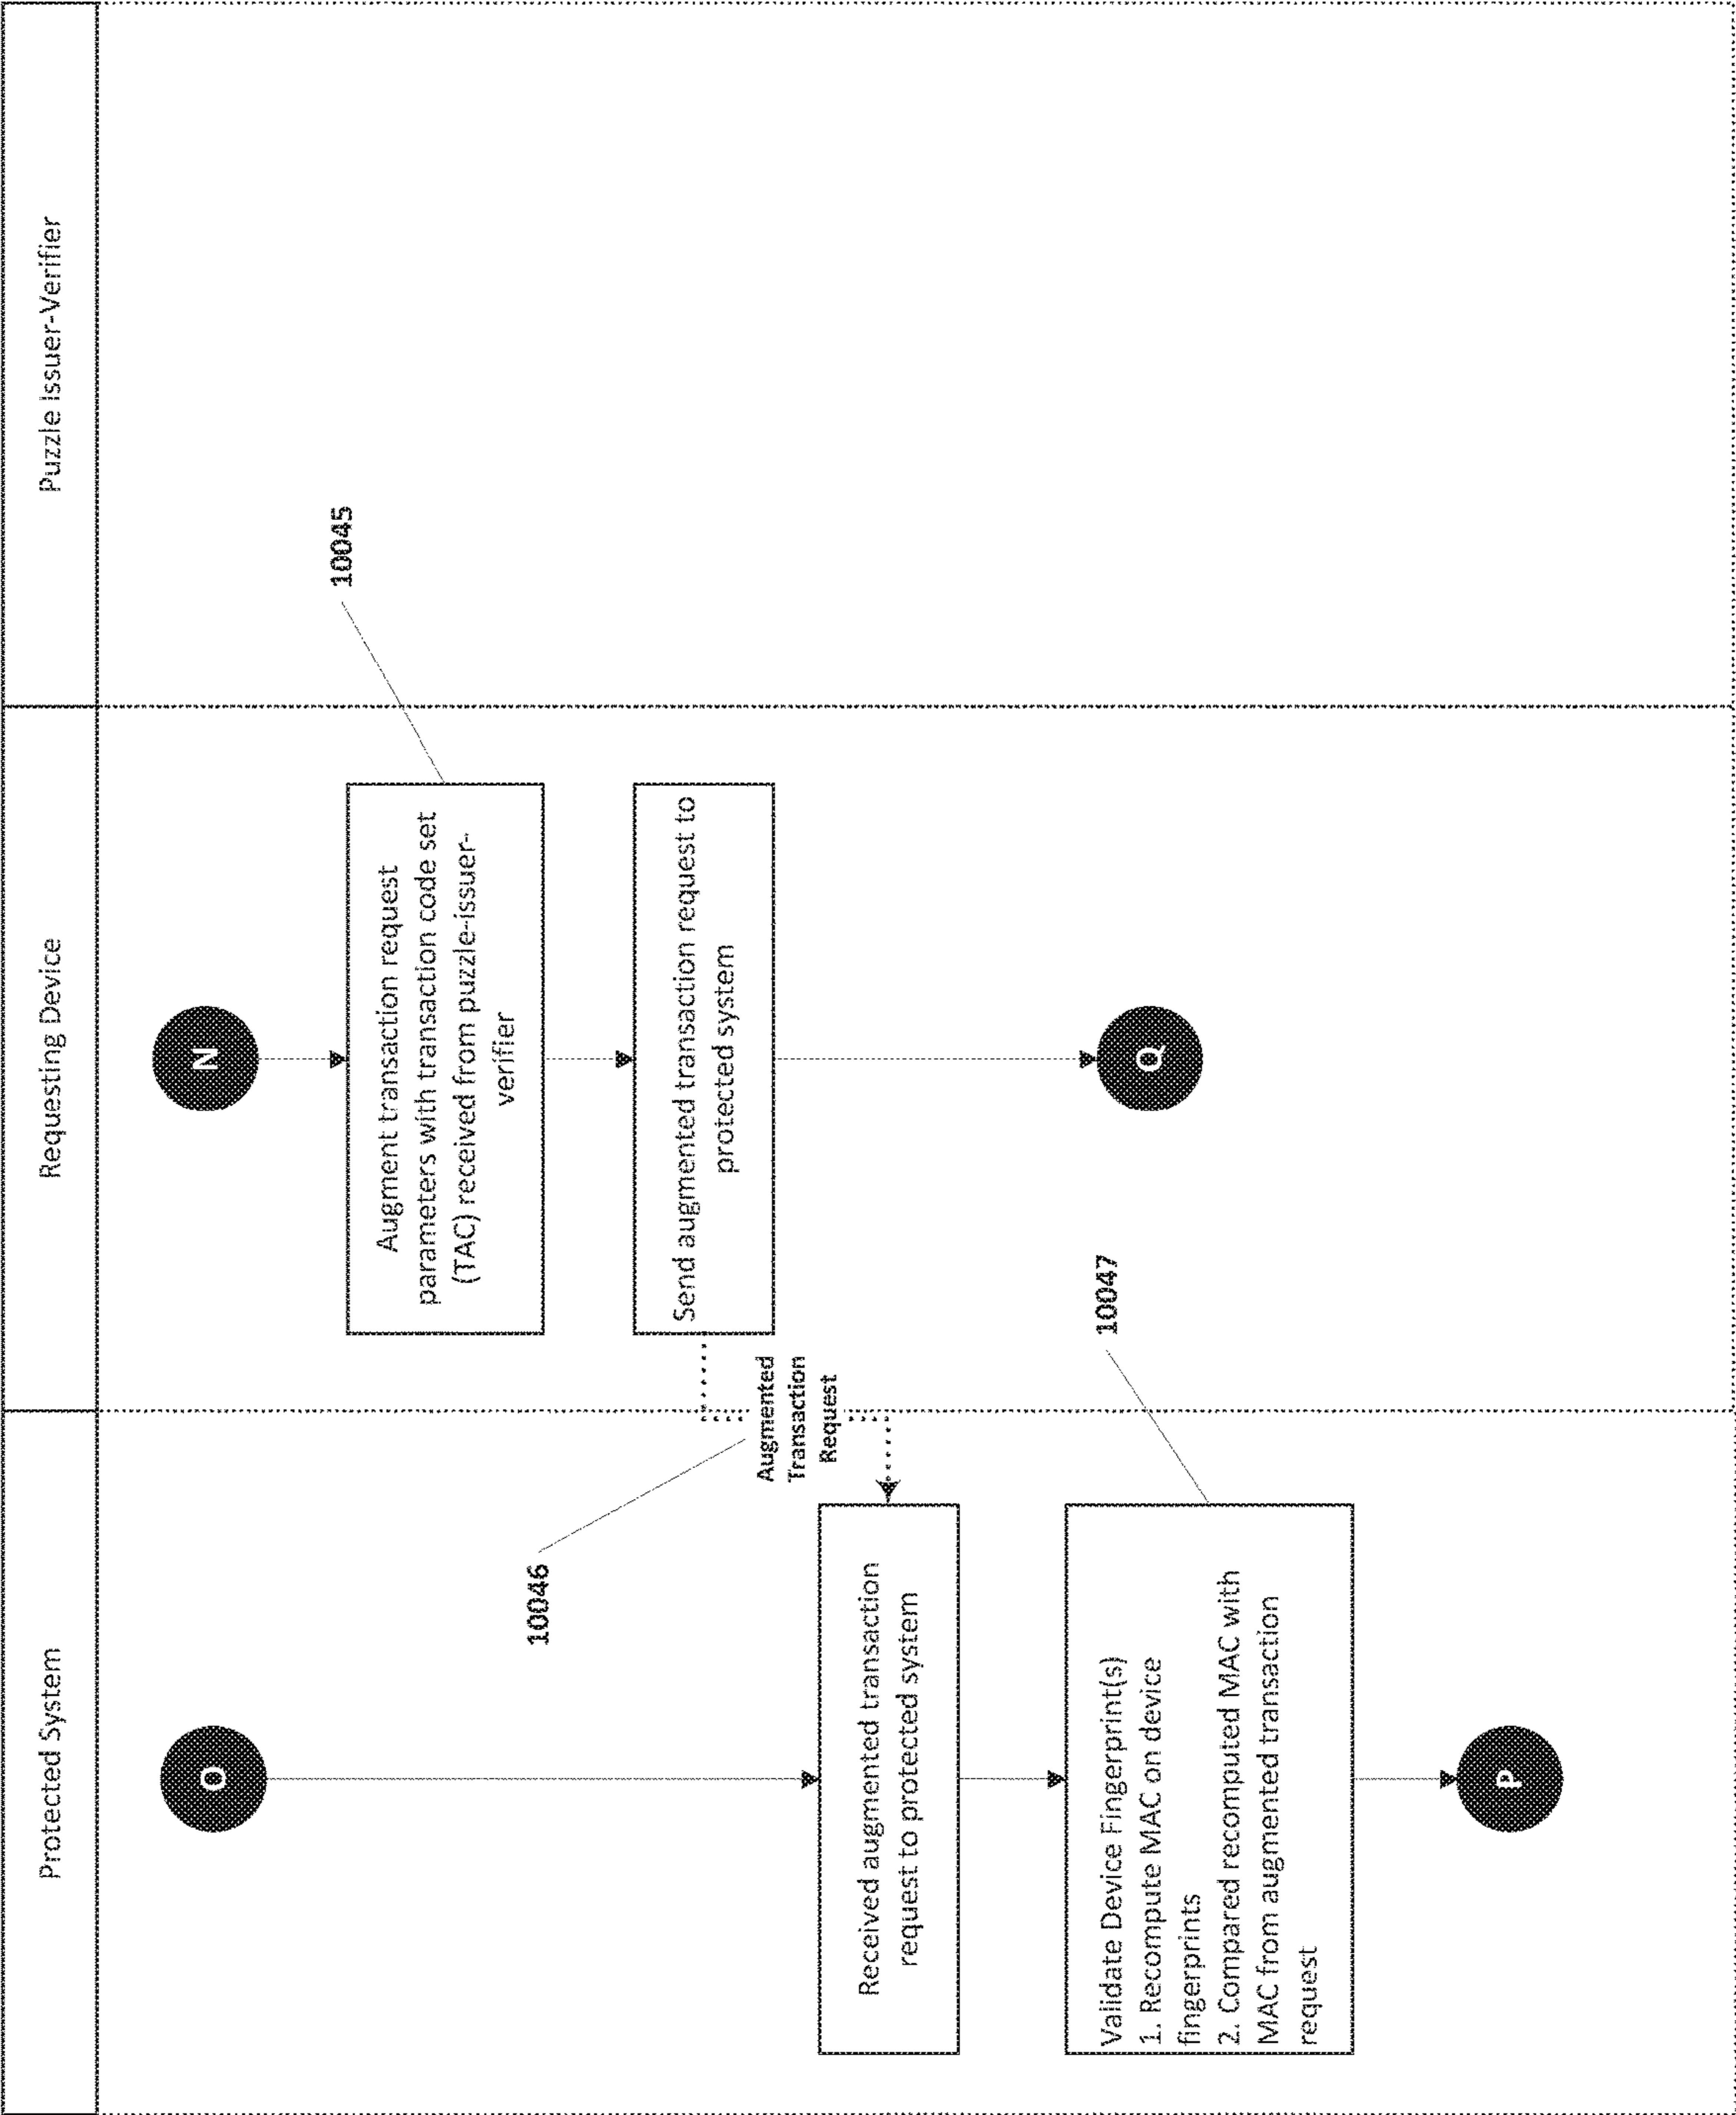 Protected System
Requesting Device
Puzzle Issuer-Verifier
O
N
10045
Augment transaction request
parameters with transaction code set
(TAC) received from puzzle-issuer-
verifier
Send augmented transaction request to
protected system
10046
Augmented
Transaction
Request
Received augmented transaction
request to protected system
10047
Validate Device Fingerprint(s)
1. Recompute MAC on device
fingerprints
2. Compared recomputed MAC with
MAC from augmented transaction
request
Q
P